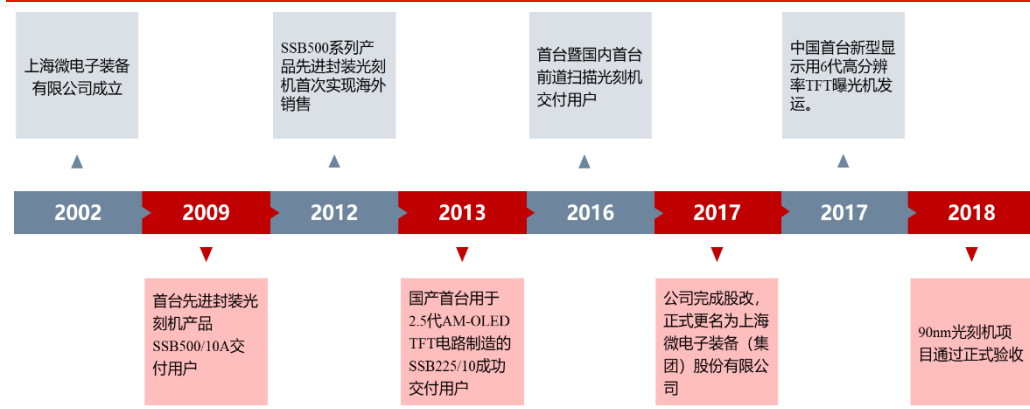 上海微电子装备
有限公司成立
SSB500系列产
品先进封装光刻
机首次实现海外
销售
首台暨国内首台
前道扫描光刻机
交付用户
中国首台新型显
示用6代高分辨
率TFT曝光机发
运。
2002
2009
2012
2013
2016
2017
2017
2018
首台先进封装光
刻机产品
SSB500/10A交
付用户
国产首台用于
2.5代AM-OLED
TFT电路制造的
SSB225/10成功
交付用户
公司完成股改，
正式更名为上海
微电子装备（集
团）股份有限公
司
90nm光刻机项
目通过正式验收